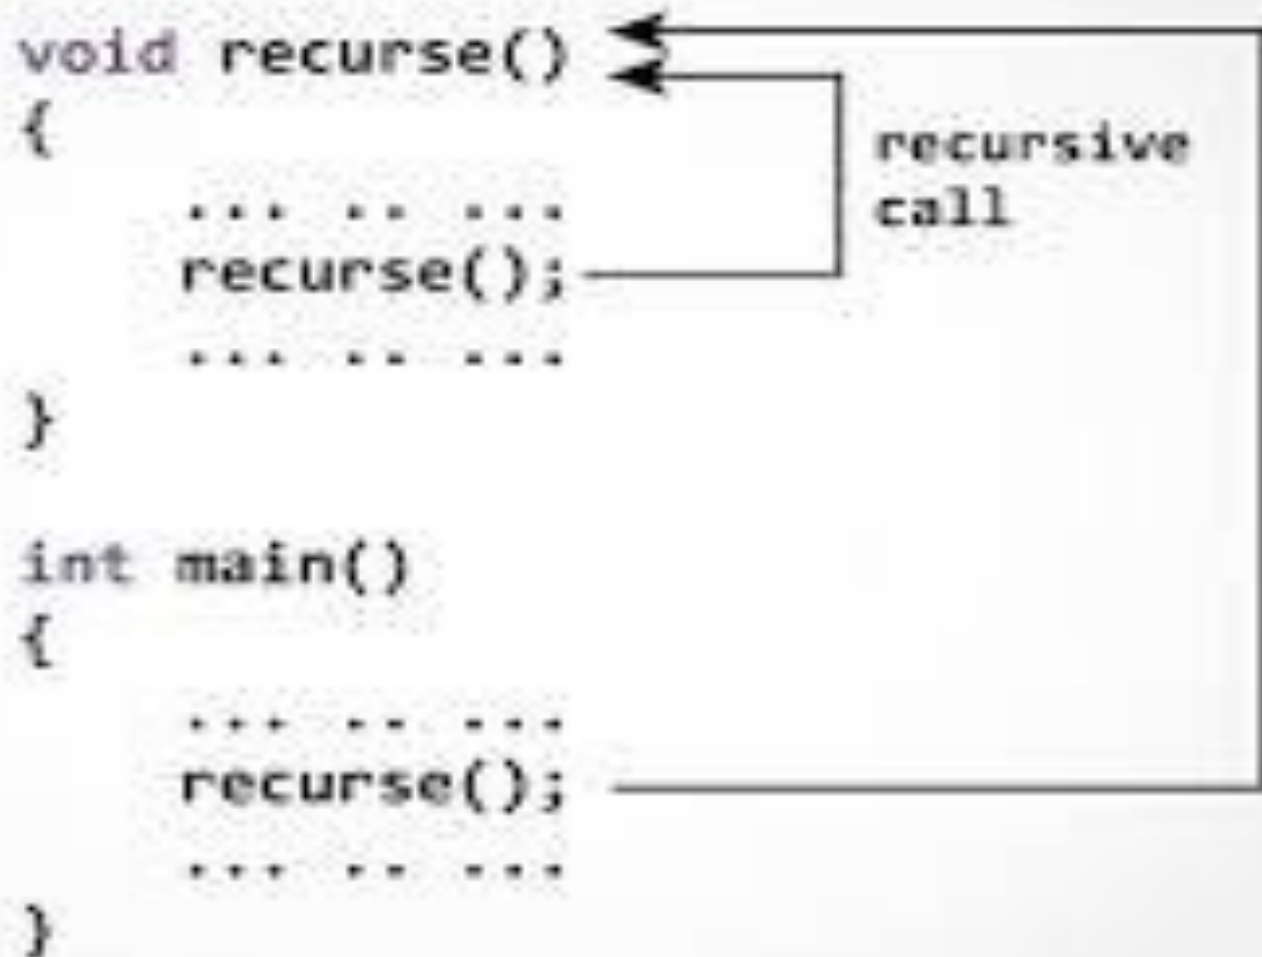 void recurse()
{
... .. ...
recurse();
... .. ...
}
recursive
call
int main()
{
... .. ...
recurse();
... .. ...
}